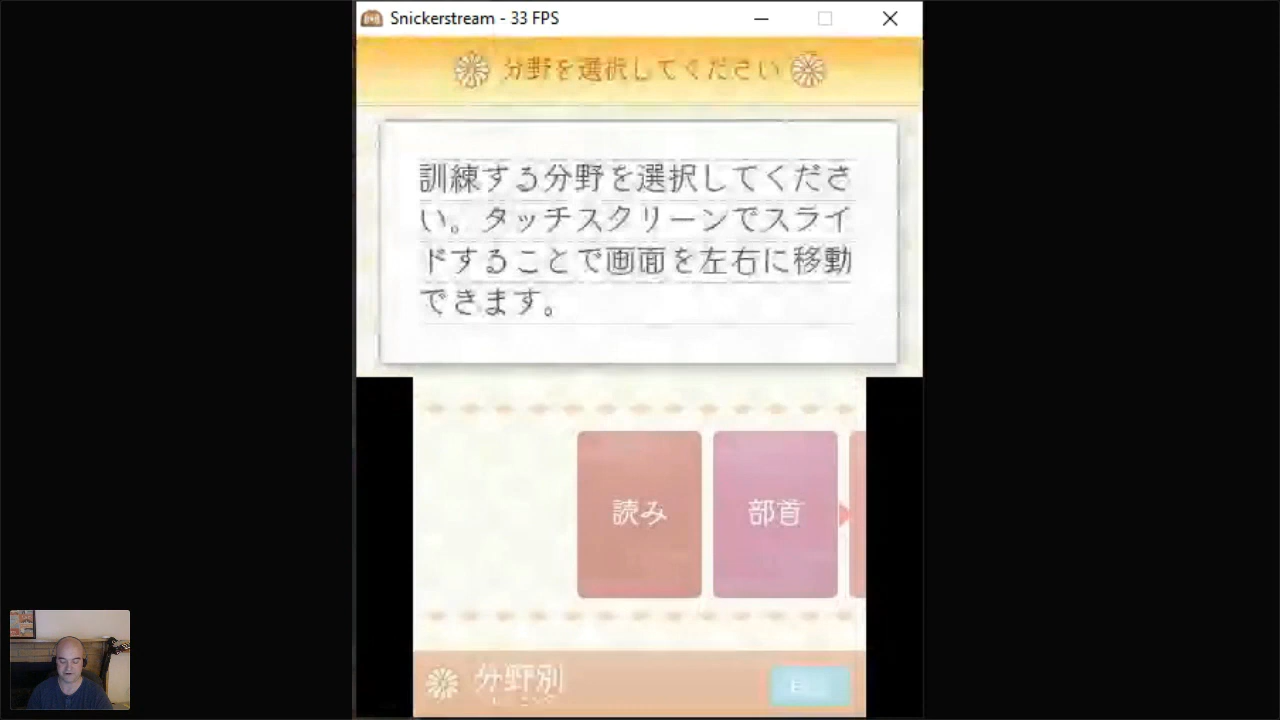 Snickerstream - 33 FPS
分野を選択してください
訓練する分野を選択してくださ
い。タッチスクリーンでスライ
ドすることで画面を左右に移動
できます。
読み
部首
分野別